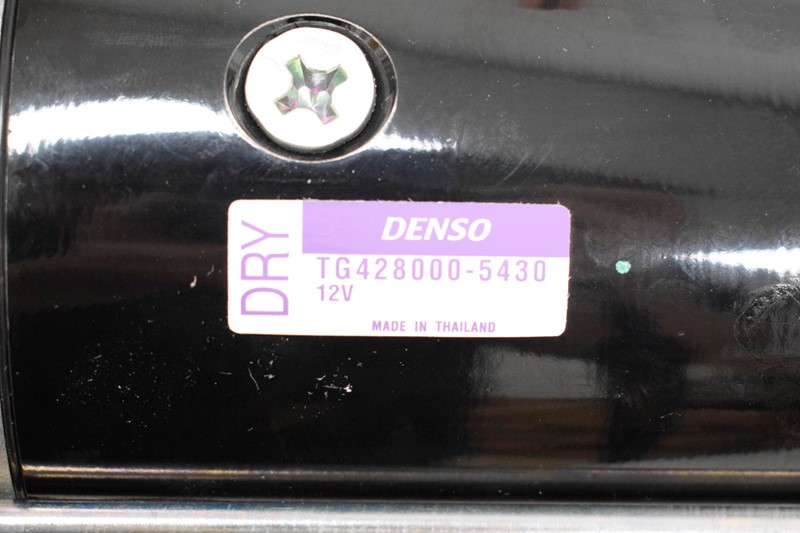 DRY
DENSO
TG428000-5430
12V
MADE IN THAILAND